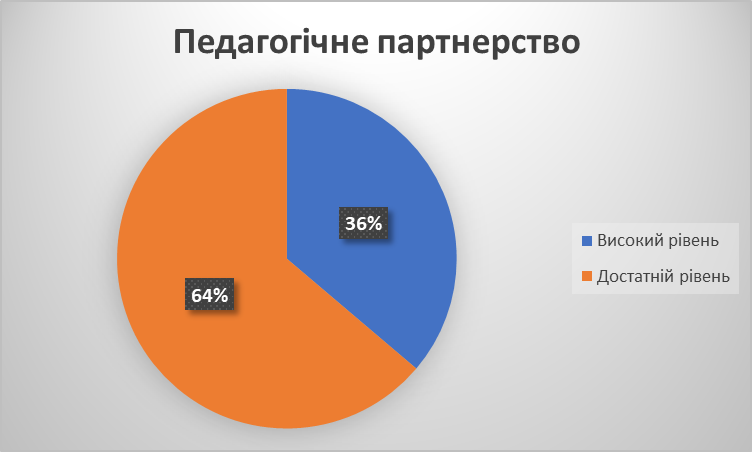 Педагогічне партнерство
36%
64%
Високий рівень
Достатній рівень